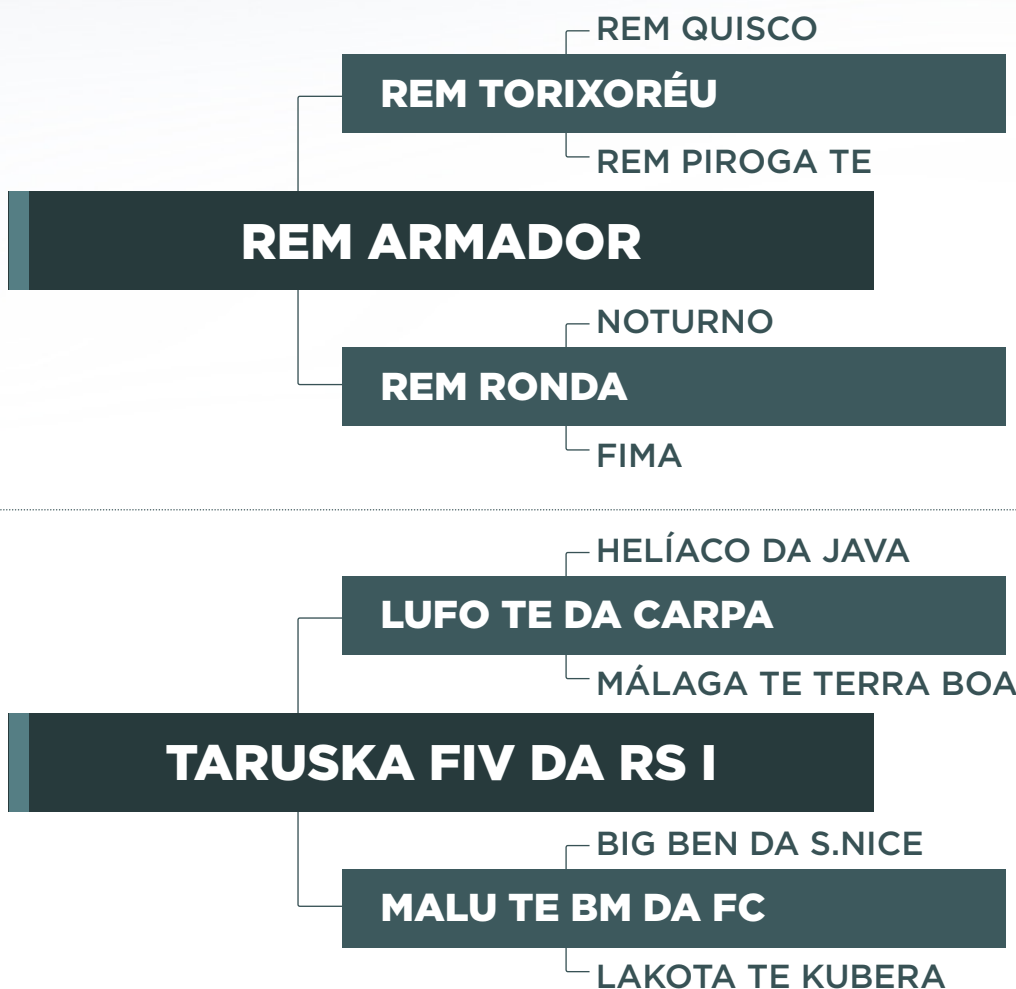 REM QUISCO
REM TORIXORÉU
REM PIROGA TE
REM ARMADOR
NOTURNO
REM RONDA
FIMA
HELÍACO DA JAVA
LUFO TE DA CARPA
MÁLAGA TE TERRA BOA
TARUSKA FIV DA RS I
BIG BEN DA S.NICE
MALU TE BM DA FC
LAKOTA TE KUBERA